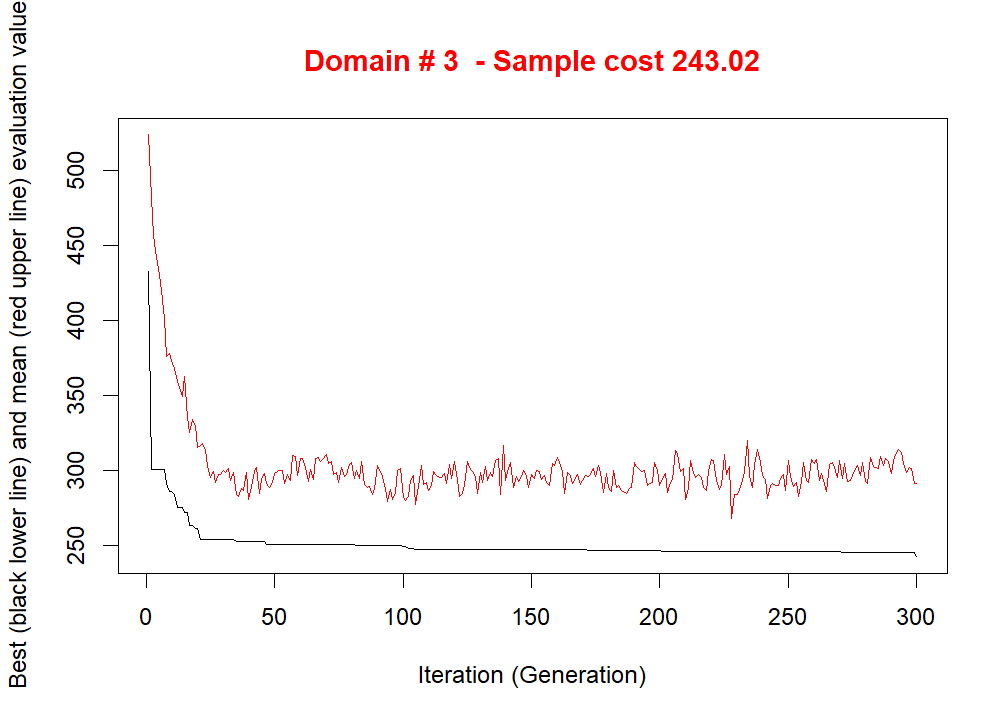 Domain # 3  - Sample cost 243.02
Best (black lower line) and mean (red upper line) evaluation value
500
450
400
350
300
250
0 50 100 150 200 250 300
Iteration (Generation)